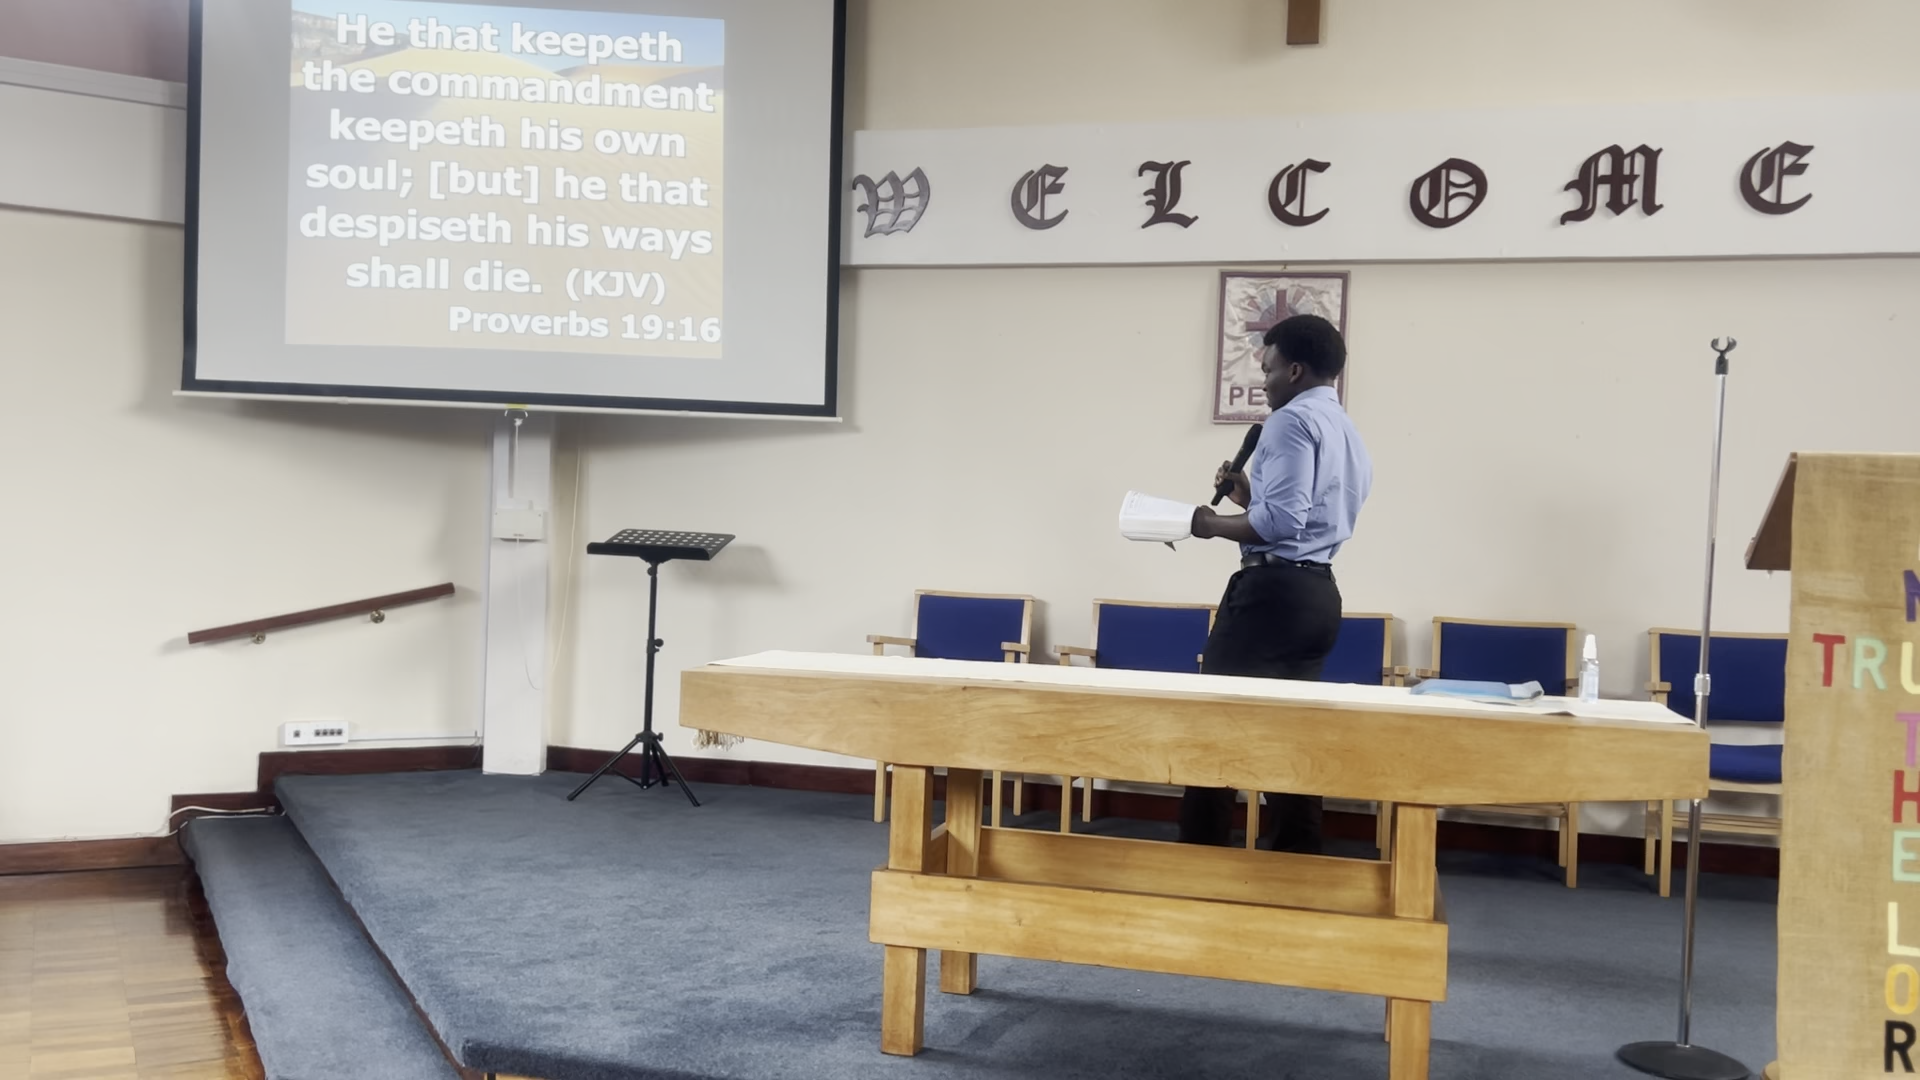 He that keepeth
the commandment
keepeth his own
soul; [but] he that
despiseth his ways
shall die. (KJV)
Proverbs 19:16
WELCOME